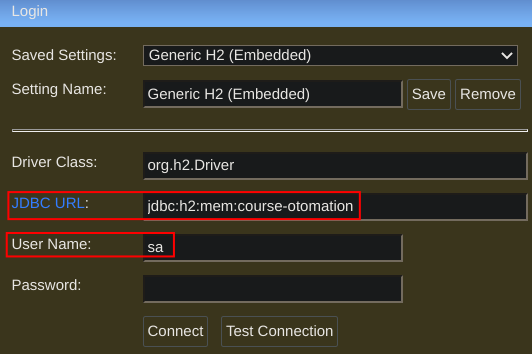 Login
Saved Settings: Generic H2 (Embedded)
Setting Name: Generic H2 (Embedded) Save Remove
Driver Class: org.h2.Driver
JDBC URL: jdbc:h2:mem:course-otomation
User Name: sa
Password:
Connect Test Connection